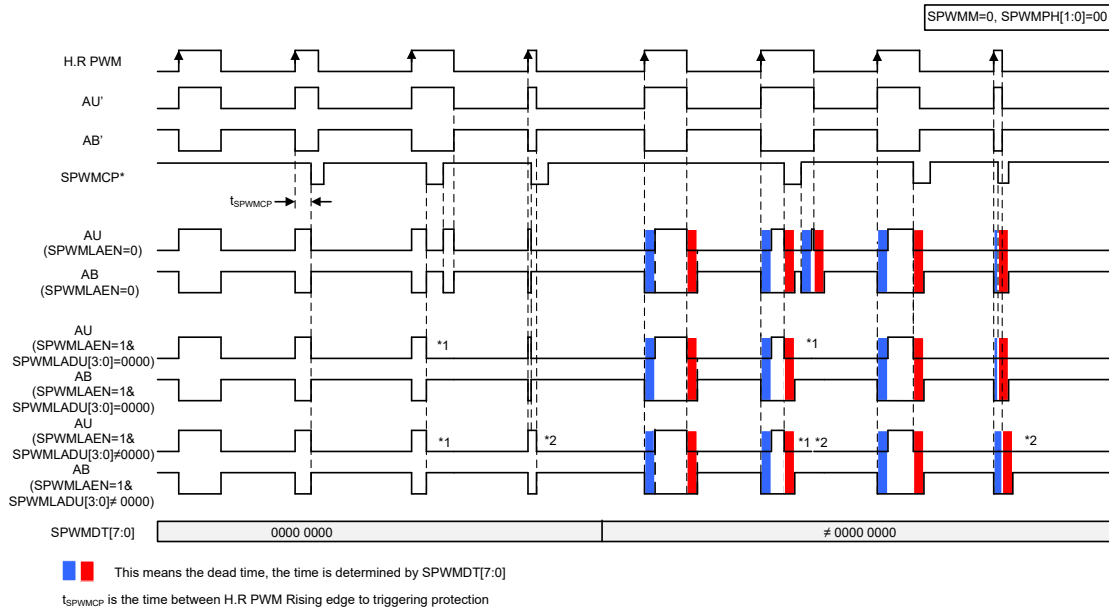 SPWMM=0, SPWMPH[1:0]=00
H.R PWM
AU'
AB'
SPWMCP*
tSPWMCP
AU
(SPWMLAEN=0)
AB
(SPWMLAEN=0)
AU
(SPWMLAEN=1&
SPWMLADU[3:0]=0000)
*1
*1
AB
(SPWMLAEN=1&
SPWMLADU[3:0]=0000)
AU
(SPWMLAEN=1&
SPWMLADU[3:0]≠0000)
*1
*2
*1 *2
*2
AB
(SPWMLAEN=1&
SPWMLADU[3:0]≠ 0000)
SPWMDT[7:0]
0000 0000
≠ 0000 0000
This means the dead time, the time is determined by SPWMDT[7:0]
tSPWMCP is the time between H.R PWM Rising edge to triggering protection